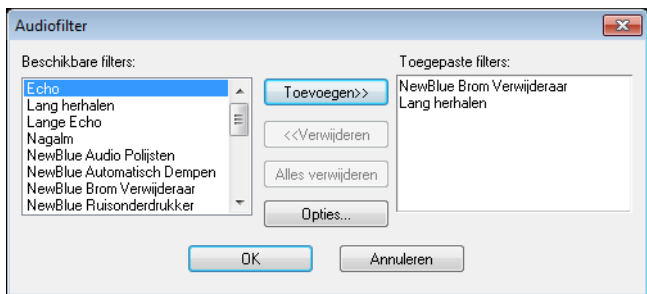 Audiofilter
Beschikbare filters:
Echo
Lang herhalen
Lange Echo
Nagalm
NewBlue Audio Polijsten
NewBlue Automatisch Dempen
NewBlue Brom Verwijderaar
NewBlue Ruisonderdrukker
Toevoegen>>
<<Verwijderen
Alles verwijderen
Opties...
Toegepaste filters:
NewBlue Brom Verwijderaar
Lang herhalen
OK
Annuleren